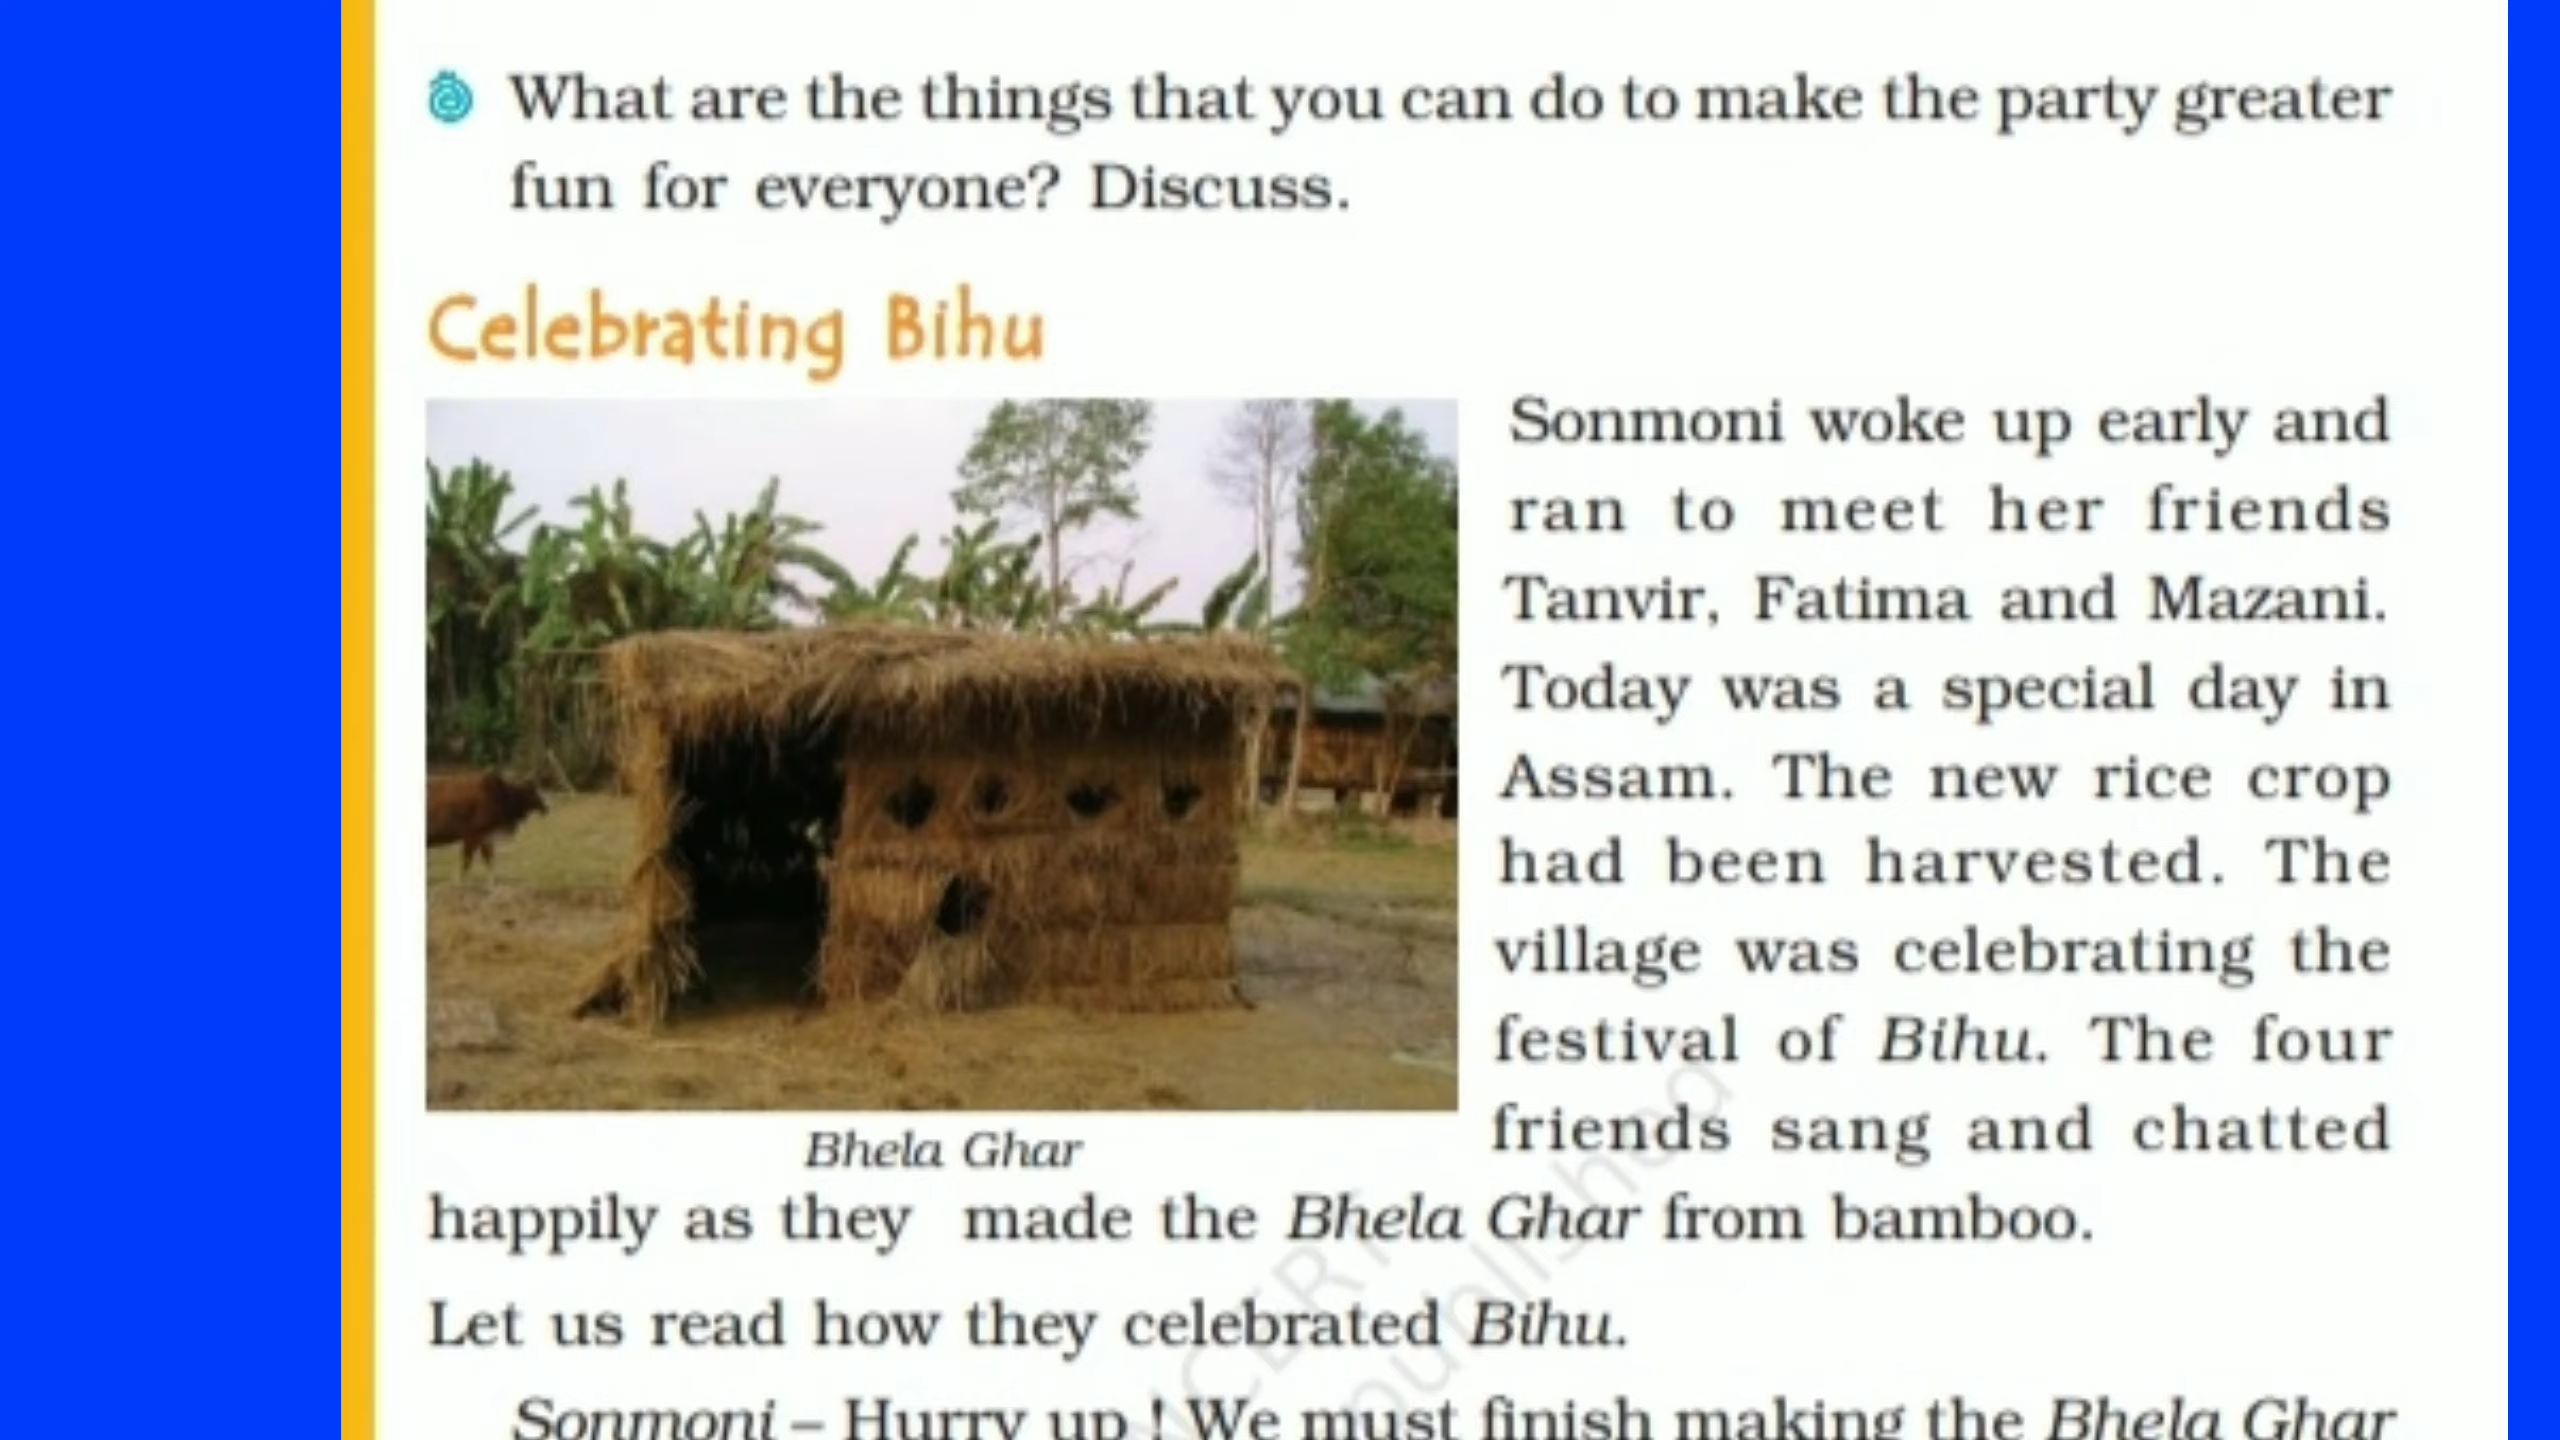 What are the things that you can do to make the party greater
fun for everyone? Discuss.
Celebrating Bihu
Sonmoni woke up early and
ran to meet her friends
Tanvir, Fatima and Mazani.
Today was a special day in
Assam. The new rice crop
had been harvested. The
village was celebrating the
festival of Bihu. The four
friends sang and chatted
Bhela Ghar
happily as they made the Bhela Ghar from bamboo.
Let us read how they celebrated Bihu.
Sonmoni – Hurry up ! We must finish making the Bhela Ghar
NCERT
published